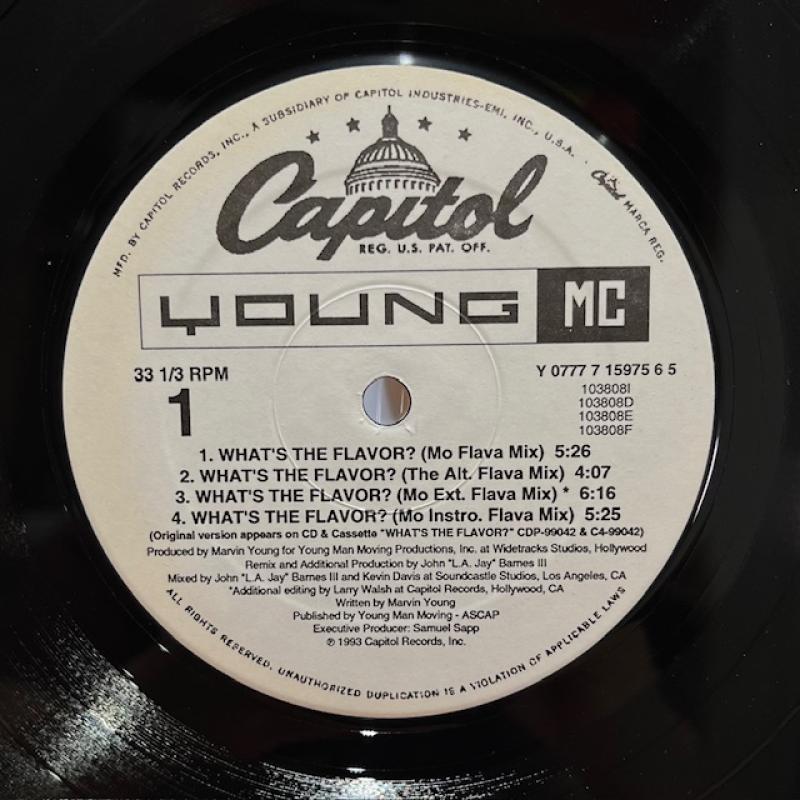 MFD. BY CAPITOL RECORDS, INC., A SUBSIDIARY OF CAPITOL INDUSTRIES-EMI, INC., U.S.A. · Capitol MARCA REG.
Capitol
REG. U.S. PAT. OFF.
YOUNG MC
33 1/3 RPM
1
Y 0777 7 15975 6 5
103808I
103808D
103808E
103808F
1. WHAT'S THE FLAVOR? (Mo Flava Mix) 5:26
2. WHAT'S THE FLAVOR? (The Alt. Flava Mix) 4:07
3. WHAT'S THE FLAVOR? (Mo Ext. Flava Mix) * 6:16
4. WHAT'S THE FLAVOR? (Mo Instro. Flava Mix) 5:25
(Original version appears on CD & Cassette "WHAT'S THE FLAVOR?" CDP-99042 & C4-99042)
Produced by Marvin Young for Young Man Moving Productions, Inc. at Widetracks Studios, Hollywood
Remix and Additional Production by John "L.A. Jay" Barnes III
Mixed by John "L.A. Jay" Barnes III and Kevin Davis at Soundcastle Studios, Los Angeles, CA
*Additional editing by Larry Walsh at Capitol Records, Hollywood, CA
Written by Marvin Young
Published by Young Man Moving - ASCAP
Executive Producer: Samuel Sapp
℗ 1993 Capitol Records, Inc.
ALL RIGHTS RESERVED. UNAUTHORIZED DUPLICATION IS A VIOLATION OF APPLICABLE LAWS